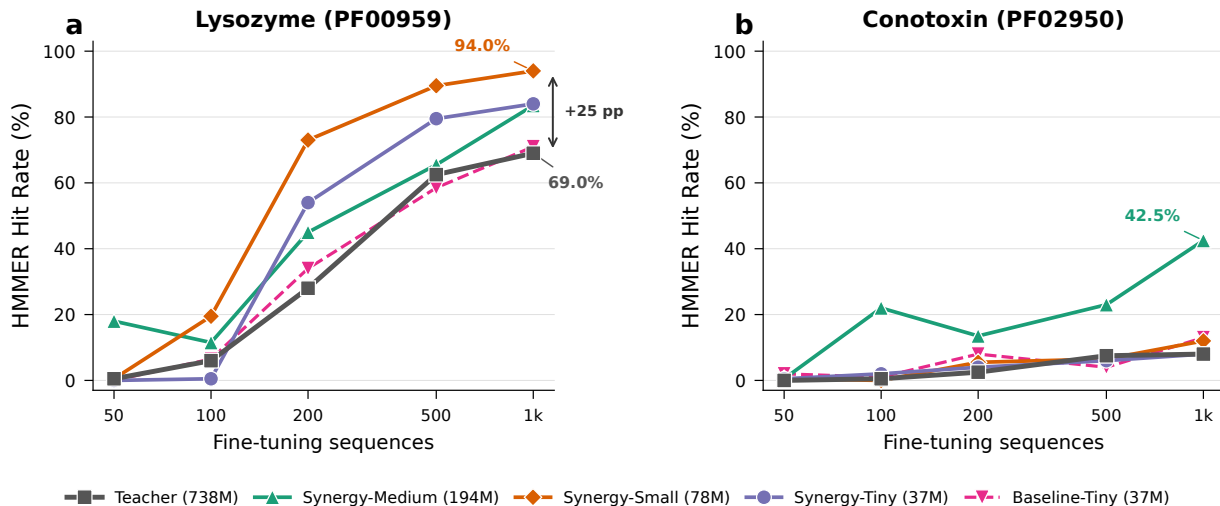 a
Lysozyme (PF00959)
100
80
60
40
20
0
HMMER Hit Rate (%)
94.0%
+25 pp
69.0%
50
100
200
500
1k
Fine-tuning sequences
b
Conotoxin (PF02950)
100
80
60
40
20
0
HMMER Hit Rate (%)
42.5%
50
100
200
500
1k
Fine-tuning sequences
Teacher (738M)
Synergy-Medium (194M)
Synergy-Small (78M)
Synergy-Tiny (37M)
Baseline-Tiny (37M)